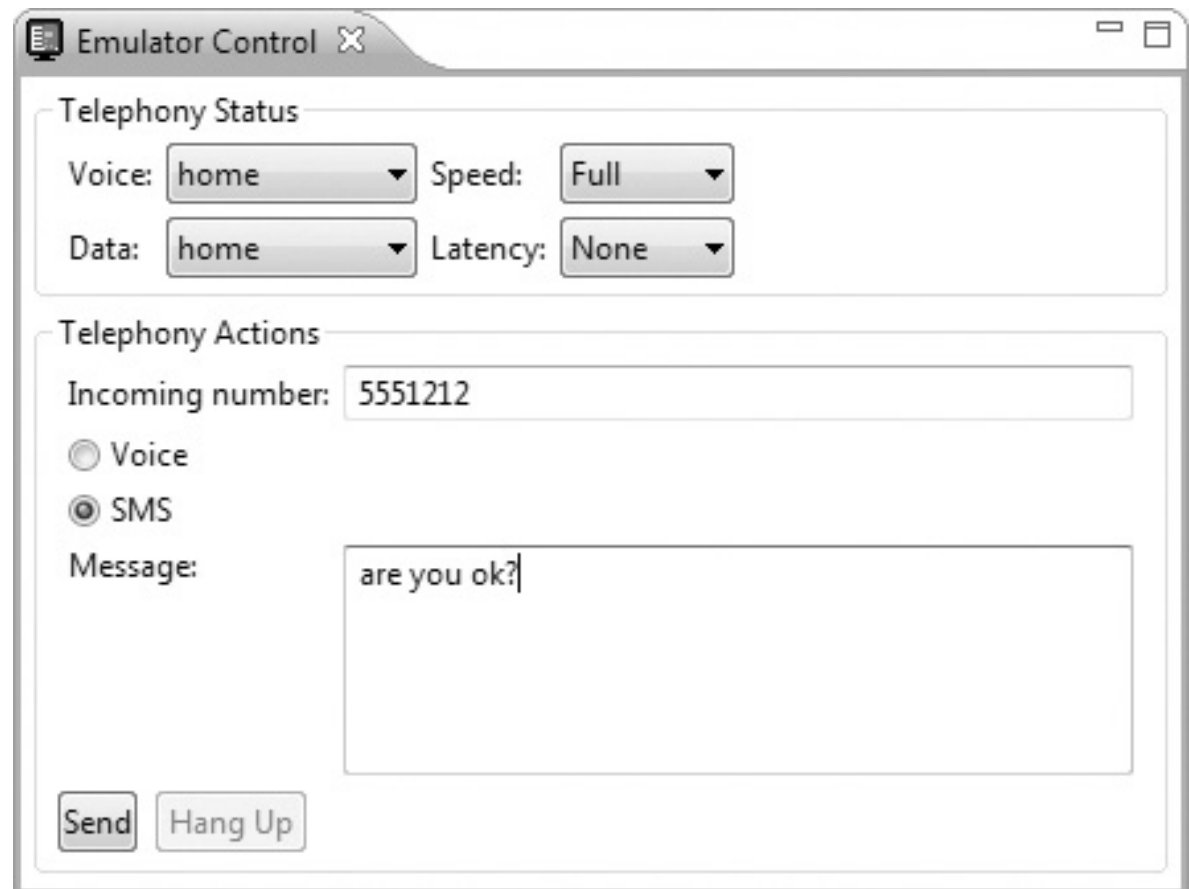 Emulator Control
Telephony Status
Voice: home Speed: Full
Data: home Latency: None
Telephony Actions
Incoming number: 5551212
Voice
SMS
Message: are you ok?
Send Hang Up